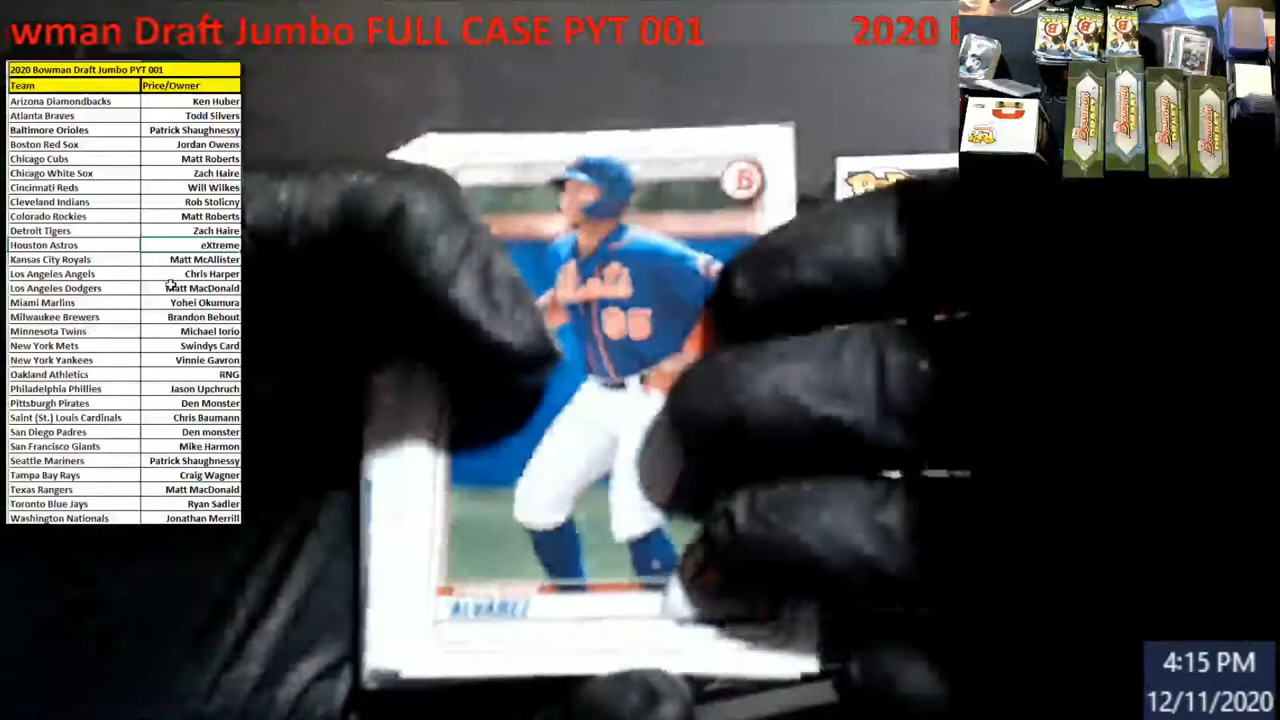 wman Draft Jumbo FULL CASE PYT 001
2020 B
2020 Bowman Draft Jumbo PYT 001
Team Price/Owner
Arizona Diamondbacks Ken Huber
Atlanta Braves Todd Silvers
Baltimore Orioles Patrick Shaughnessy
Boston Red Sox Jordan Owens
Chicago Cubs Matt Roberts
Chicago White Sox Zach Haire
Cincinnati Reds Will Wilkes
Cleveland Indians Rob Stolicny
Colorado Rockies Matt Roberts
Detroit Tigers Zach Haire
Houston Astros eXtreme
Kansas City Royals Matt McAllister
Los Angeles Angels Chris Harper
Los Angeles Dodgers Matt MacDonald
Miami Marlins Yohei Okumura
Milwaukee Brewers Brandon Bebout
Minnesota Twins Michael Iorio
New York Mets Swindys Card
New York Yankees Vinnie Gavron
Oakland Athletics RNG
Philadelphia Phillies Jason Upchruch
Pittsburgh Pirates Den Monster
Saint (St.) Louis Cardinals Chris Baumann
San Diego Padres Den monster
San Francisco Giants Mike Harmon
Seattle Mariners Patrick Shaughnessy
Tampa Bay Rays Craig Wagner
Texas Rangers Matt MacDonald
Toronto Blue Jays Ryan Sadler
Washington Nationals Jonathan Merrill
B
Mets
ALVAREZ
Bowman
Bowman
Bowman
Bowman
4:15 PM
12/11/2020